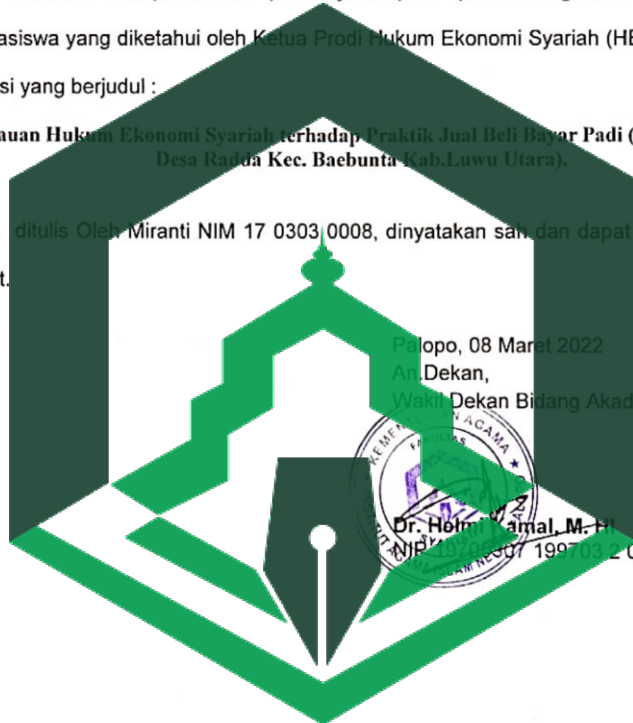 asiswa yang diketahui oleh Ketua Prodi Hukum Ekonomi Syariah (HE
si yang berjudul :
auan Hukum Ekonomi Syariah terhadap Praktik Jual Beli Bayar Padi (
Desa Radda Kec. Baebunta Kab.Luwu Utara).
ditulis Oleh Miranti NIM 17 0303 0008, dinyatakan sah dan dapat
t.
Palopo, 08 Maret 2022
An.Dekan,
Wakil Dekan Bidang Akad
KEMENTERIAN AGAMA
FAKULTAS
Dr. Helmi Kamal, M. HI
NIP 199703 2 0